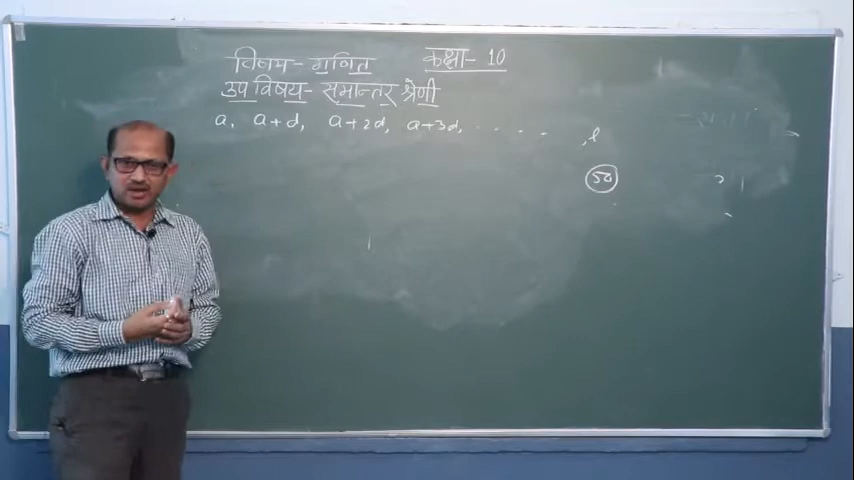 विषय- गणित कक्षा- 10
उप विषय- समान्तर श्रेणी
a, a+d, a+2d, a+3d, ..... , l
50